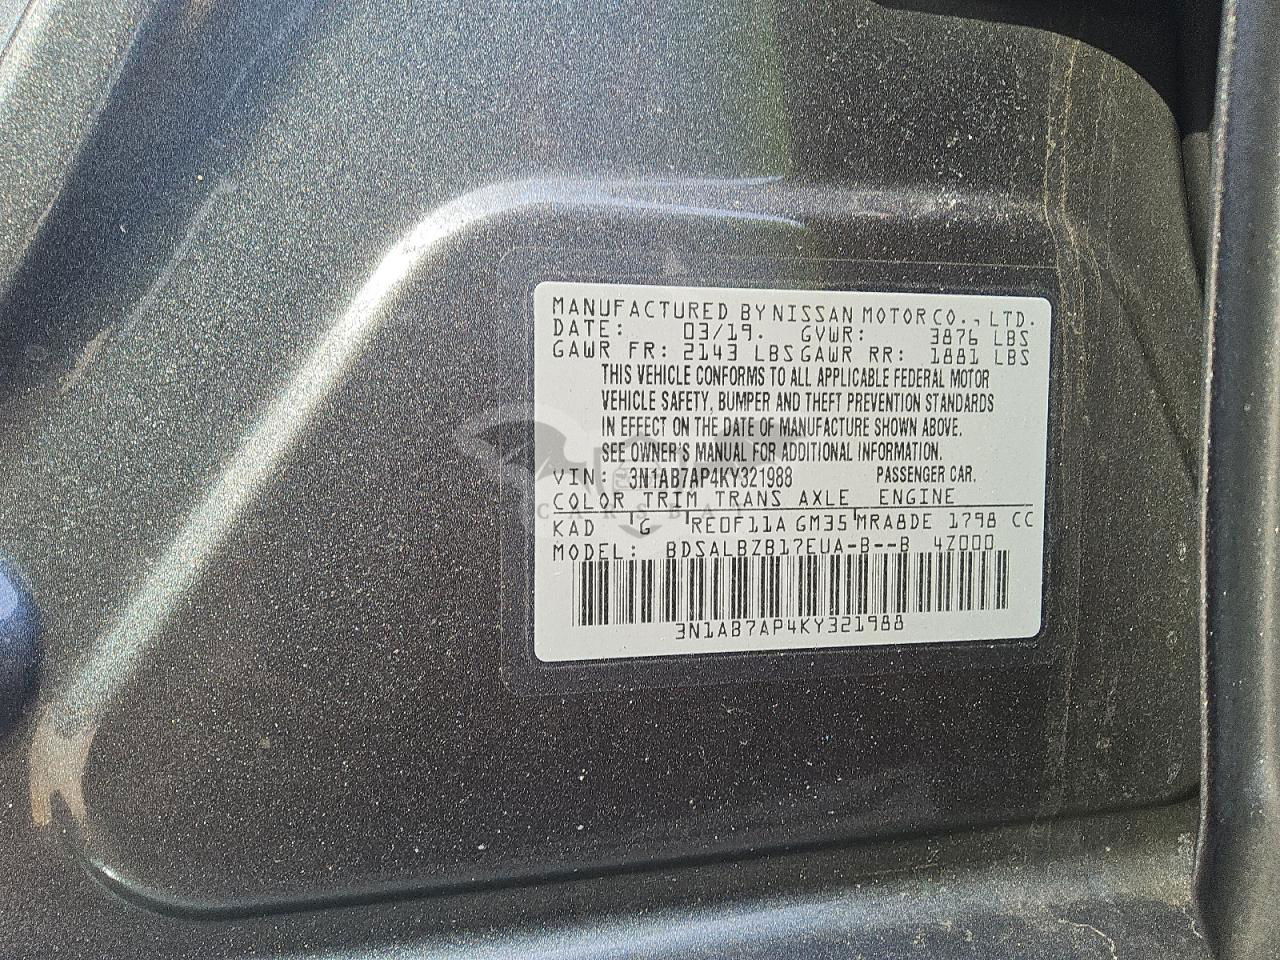 MANUFACTURED BY NISSAN MOTOR CO., LTD.
DATE: 03/19. GVWR: 3876 LBS
GAWR FR: 2143 LBS GAWR RR: 1881 LBS
THIS VEHICLE CONFORMS TO ALL APPLICABLE FEDERAL MOTOR
VEHICLE SAFETY, BUMPER AND THEFT PREVENTION STANDARDS
IN EFFECT ON THE DATE OF MANUFACTURE SHOWN ABOVE.
SEE OWNER'S MANUAL FOR ADDITIONAL INFORMATION.
VIN: 3N1AB7AP4KY321988 PASSENGER CAR.
COLOR TRIM TRANS AXLE ENGINE
KAD G RE0F11A GM35 MRA8DE 1798 CC
MODEL: BDSALBZB17EUA-B--B 4Z000
3N1AB7AP4KY321988